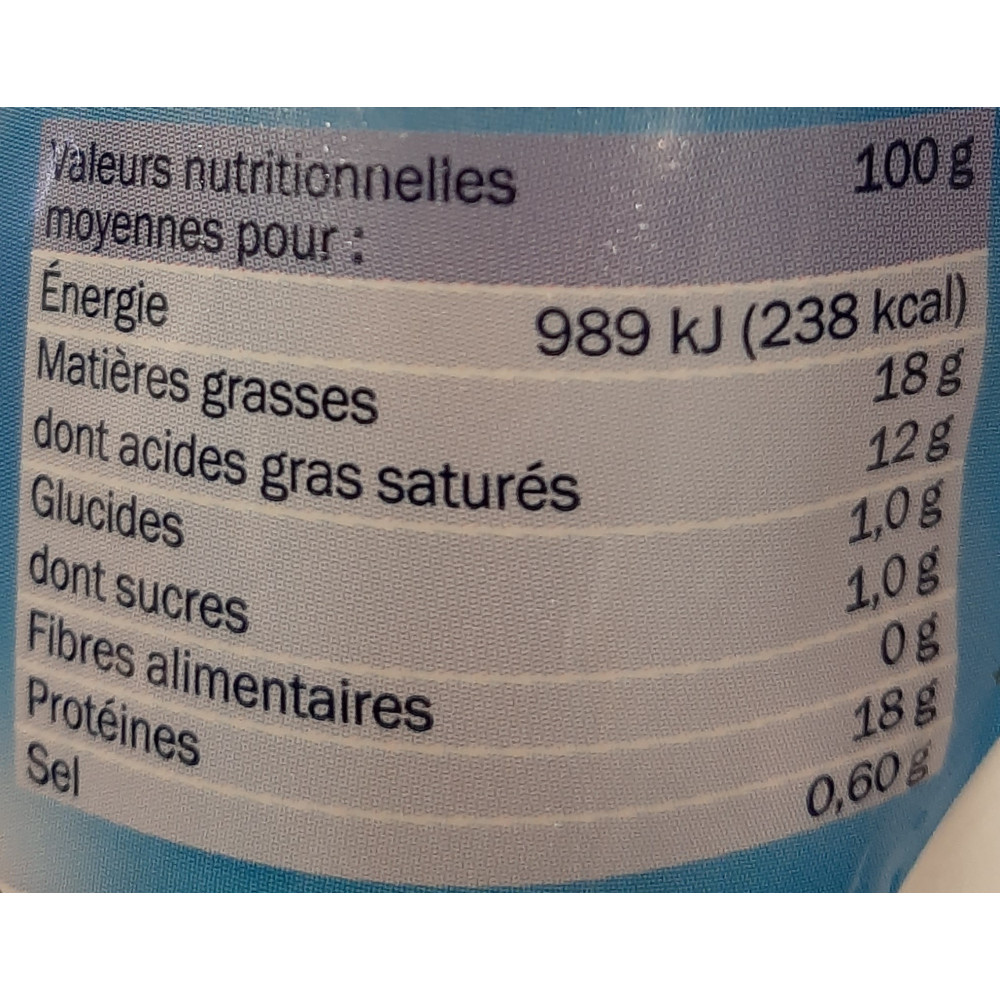 Valeurs nutritionnelles 100 g
moyennes pour :
Énergie 989 kJ (238 kcal)
Matières grasses 18 g
dont acides gras saturés 12 g
Glucides 1,0 g
dont sucres 1,0 g
Fibres alimentaires 0 g
Protéines 18 g
Sel 0,60 g